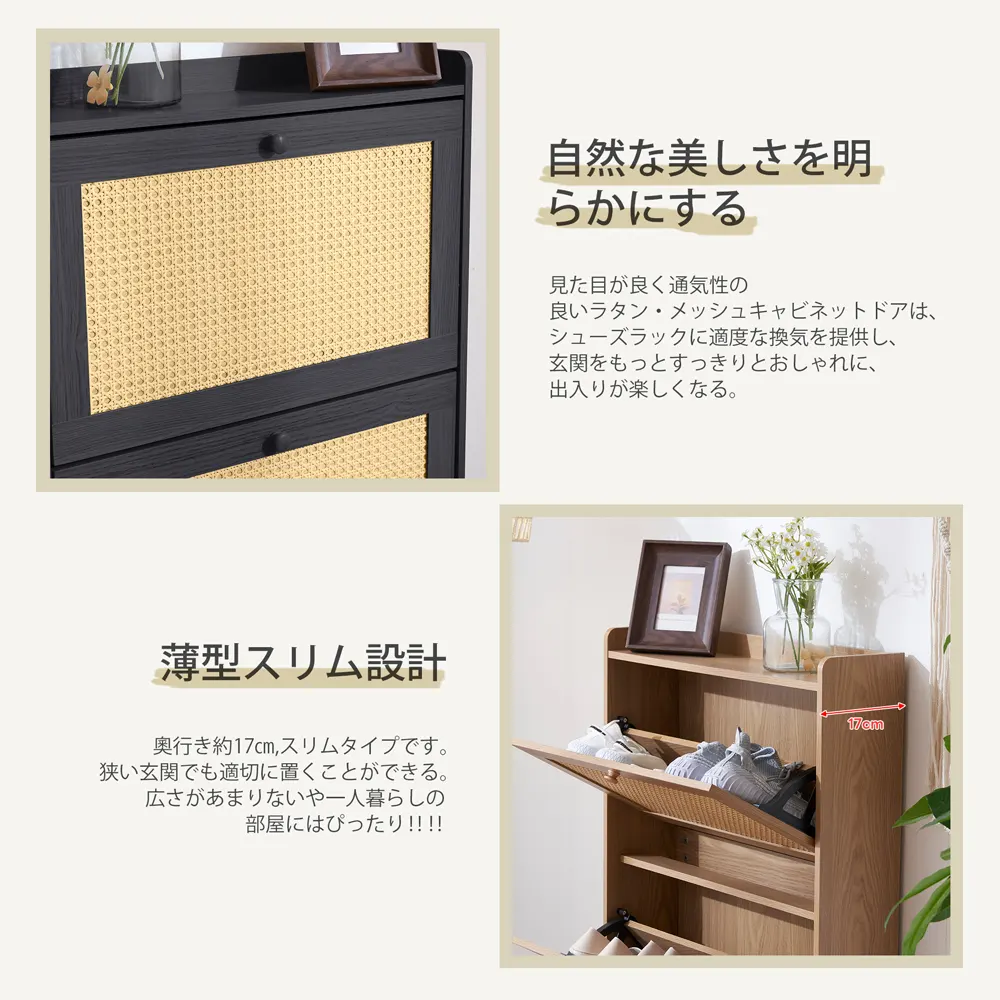 自然な美しさを明
らかにする
見た目が良く通気性の
良いラタン・メッシュキャビネットドアは、
シューズラックに適度な換気を提供し、
玄関をもっとすっきりとおしゃれに、
出入りが楽しくなる。
薄型スリム設計
奥行き約17cm,スリムタイプです。
狭い玄関でも適切に置くことができる。
広さがあまりないや一人暮らしの
部屋にはぴったり!!!!
17cm